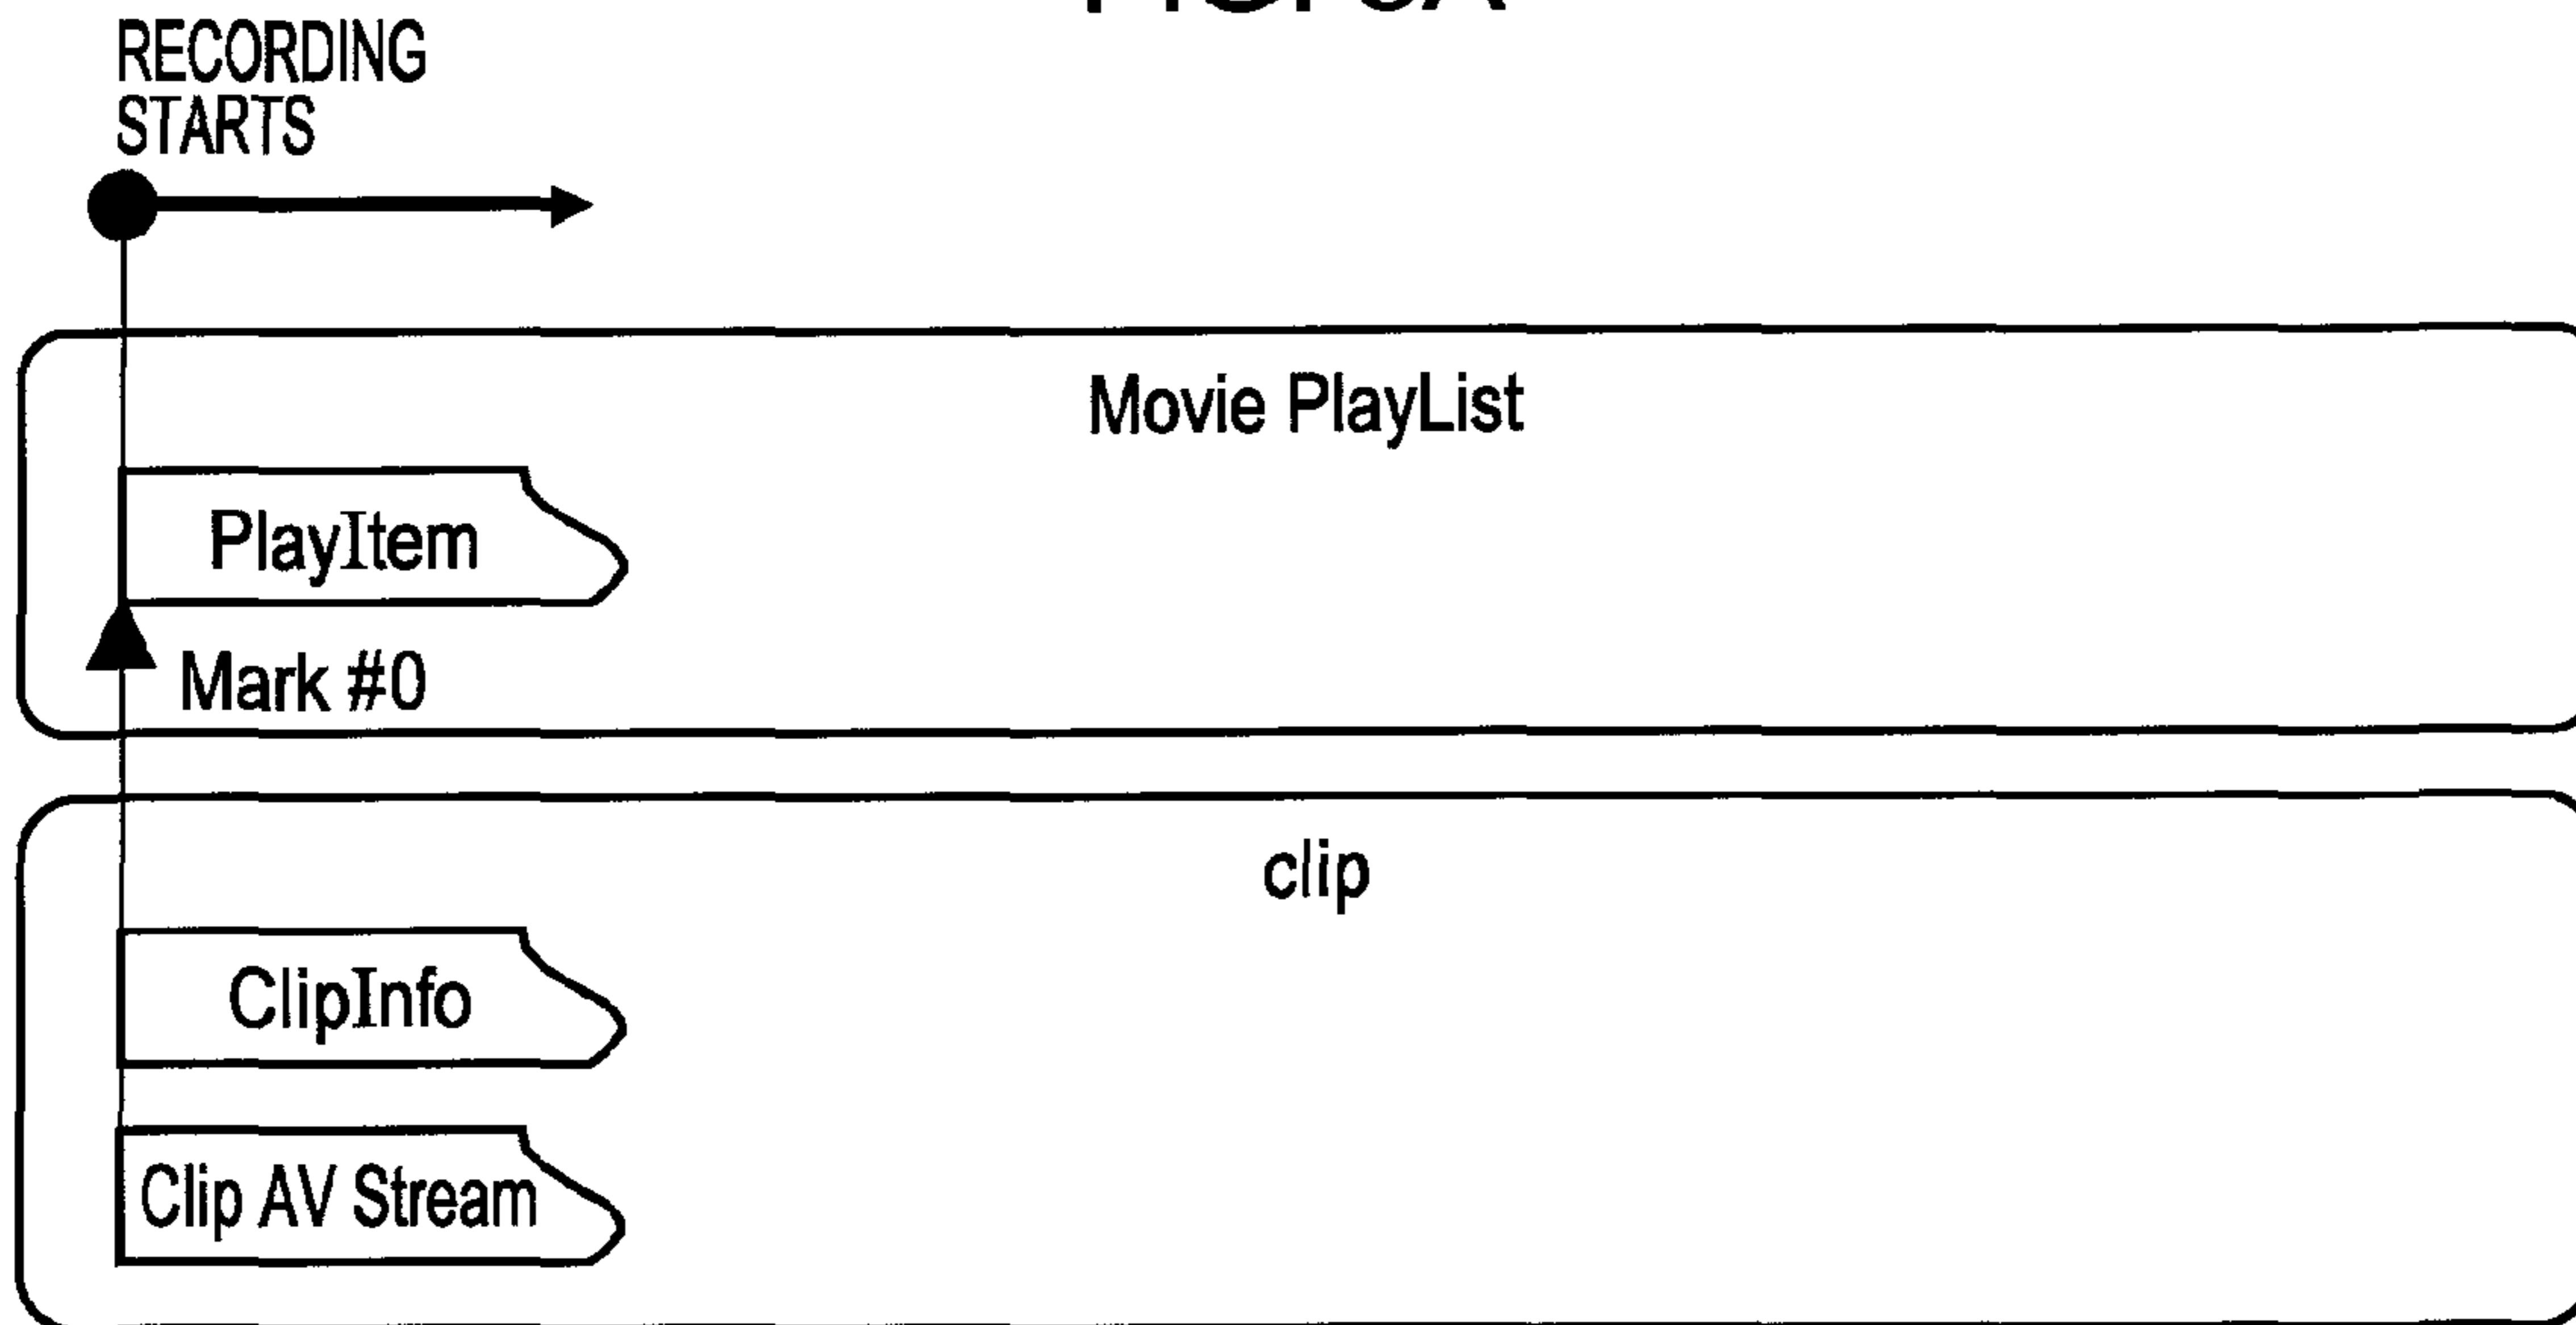 RECORDING
STARTS
Movie PlayList
PlayItem
Mark #0
clip
ClipInfo
Clip AV Stream